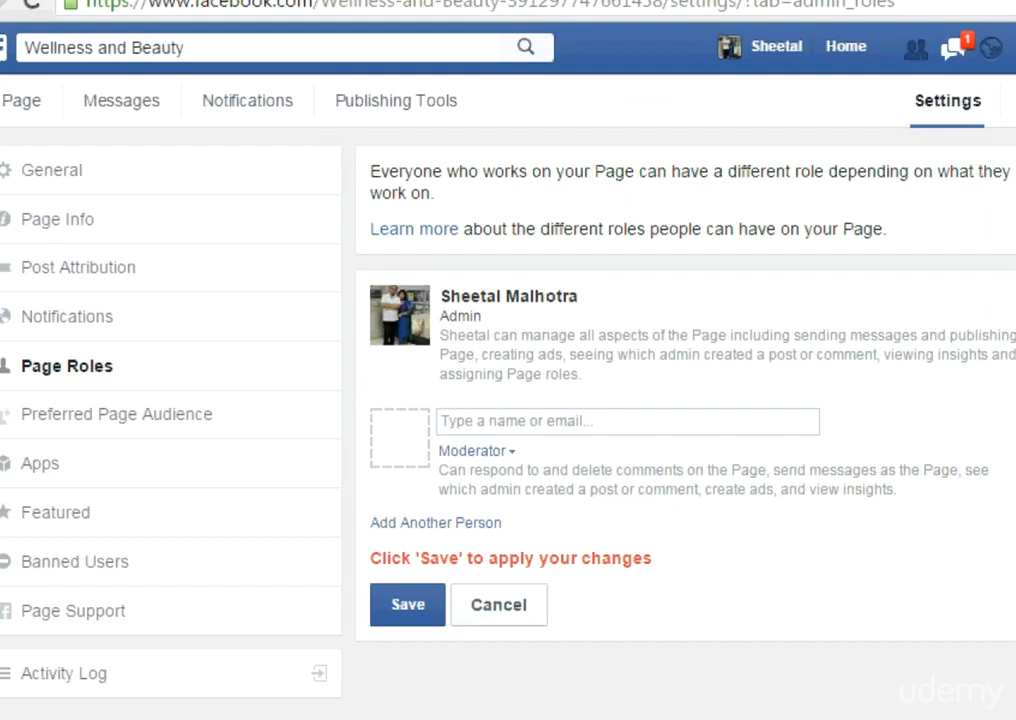 https://www.facebook.com/Wellness-and-Beauty-391297747661458/settings/?tab=admin_roles
Wellness and Beauty
Sheetal
Home
1
Page
Messages
Notifications
Publishing Tools
Settings
General
Page Info
Post Attribution
Notifications
Page Roles
Preferred Page Audience
Apps
Featured
Banned Users
Page Support
Activity Log
Everyone who works on your Page can have a different role depending on what they
work on.
Learn more about the different roles people can have on your Page.
Sheetal Malhotra
Admin
Sheetal can manage all aspects of the Page including sending messages and publishing
Page, creating ads, seeing which admin created a post or comment, viewing insights and
assigning Page roles.
Type a name or email...
Moderator
Can respond to and delete comments on the Page, send messages as the Page, see
which admin created a post or comment, create ads, and view insights.
Add Another Person
Click 'Save' to apply your changes
Save
Cancel
udemy